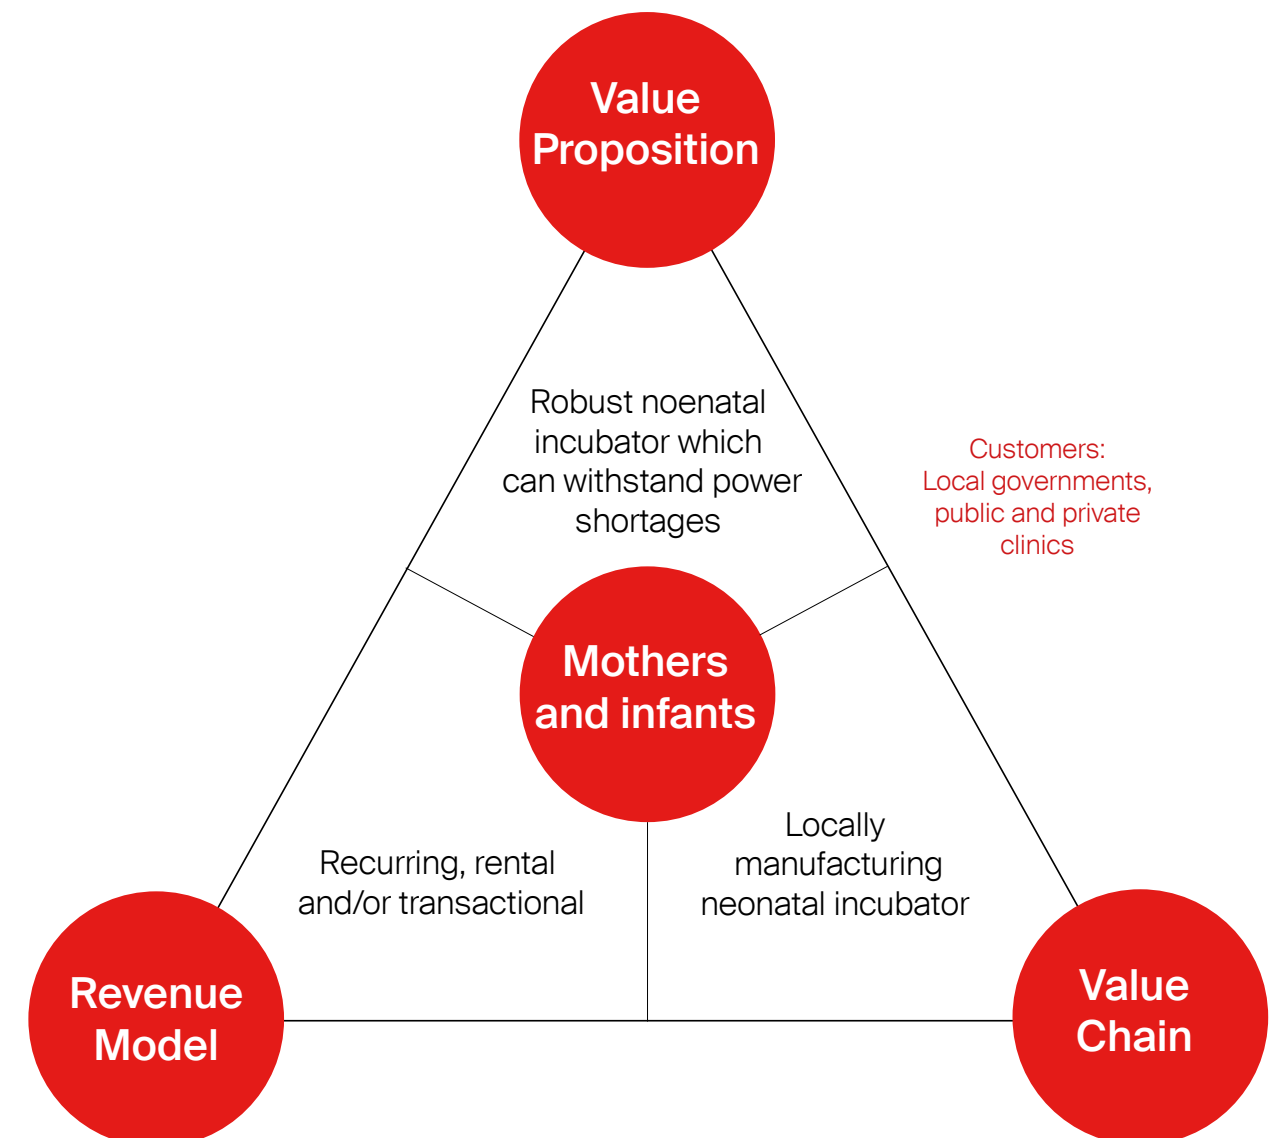 Value
Proposition
Robust noenatal
incubator which
can withstand power
shortages
Customers:
Local governments,
public and private
clinics
Mothers
and infants
Recurring, rental
and/or transactional
Locally
manufacturing
neonatal incubator
Revenue
Model
Value
Chain